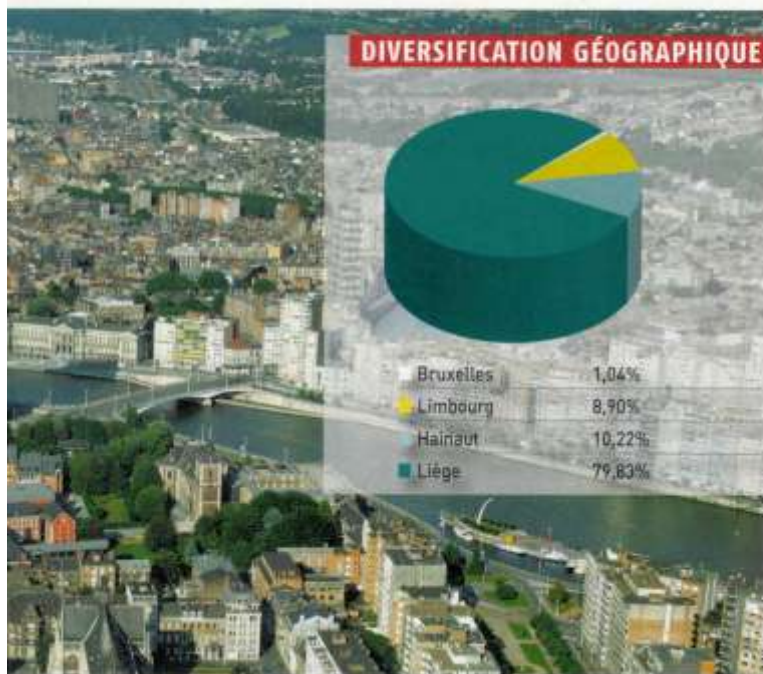 DIVERSIFICATION GÉOGRAPHIQUE
Bruxelles 1,04%
Limbourg 8,90%
Hainaut 10,22%
Liège 79,83%